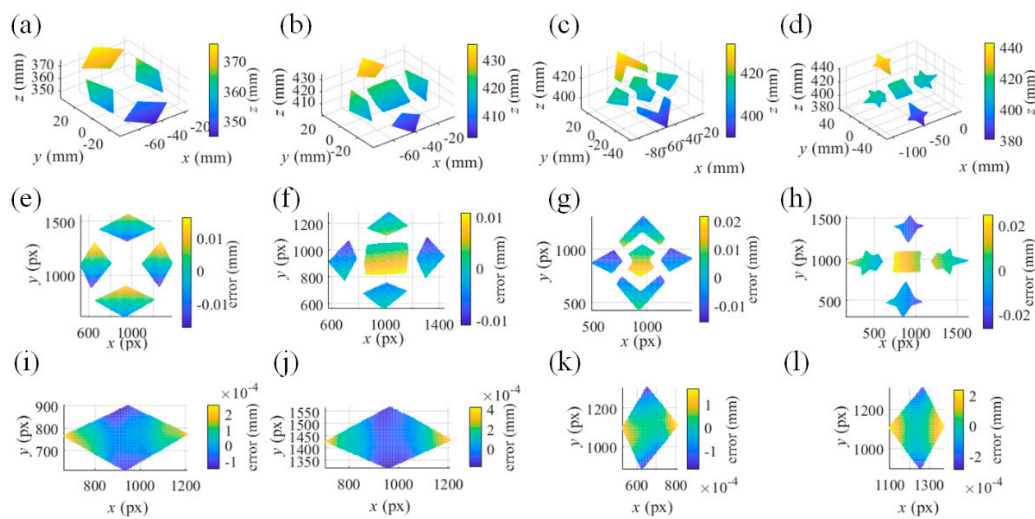 (a) (b) (c) (d)
z (mm) 370 360 350 20 0 -20 y (mm) -60 -40 -20 x (mm) 370 360 350 z (mm)
z (mm) 430 420 410 20 0 -20 y (mm) -60 -40 -20 x (mm) 430 420 410 z (mm)
z (mm) 420 400 20 0 -20 y (mm) -80 -60 -40 -20 x (mm) 420 400 z (mm)
z (mm) 440 420 400 380 40 0 -40 y (mm) -100 -50 0 x (mm) 440 420 400 380 z (mm)
(e) (f) (g) (h)
y (px) 1500 1000 600 1000 x (px) 0.01 0 -0.01 error (mm)
y (px) 1200 1000 800 600 600 1000 1400 x (px) 0.01 0 -0.01 error (mm)
y (px) 1000 500 500 1000 x (px) 0.02 0.01 0 -0.01 error (mm)
y (px) 1500 1000 500 500 1000 1500 x (px) 0.02 0 -0.02 error (mm)
(i) (j) (k) (l)
y (px) 900 800 700 800 1000 1200 x (px) ×10⁻⁴ 2 1 0 -1 error (mm)
y (px) 1550 1500 1450 1400 1350 800 1000 1200 x (px) ×10⁻⁴ 4 2 0 error (mm)
y (px) 1200 1000 600 800 x (px) 1 0 -1 ×10⁻⁴ error (mm)
y (px) 1200 1000 1100 1300 x (px) 2 0 -2 ×10⁻⁴ error (mm)